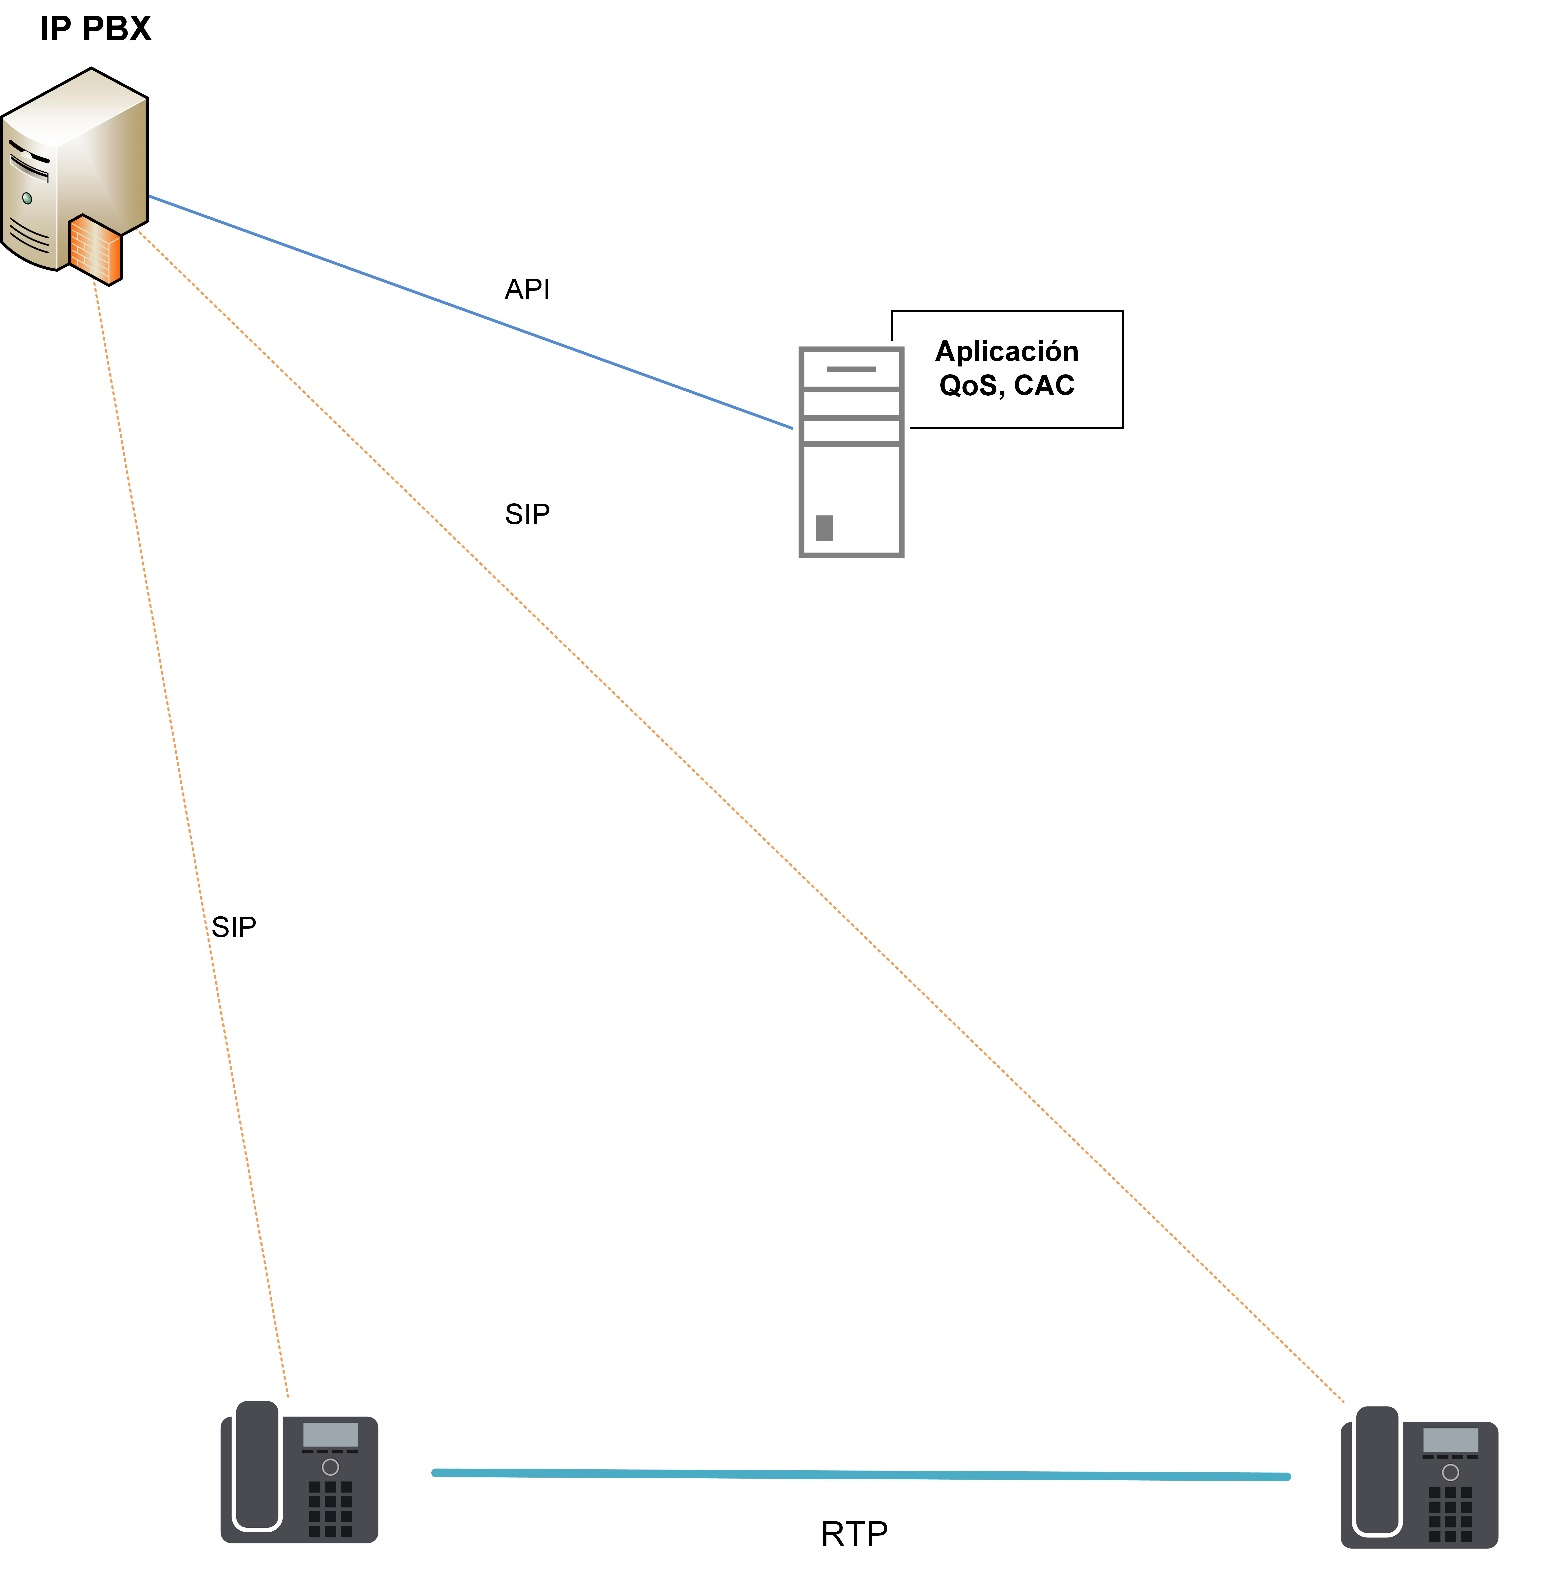 IP PBX
API
Aplicación
QoS, CAC
SIP
SIP
RTP